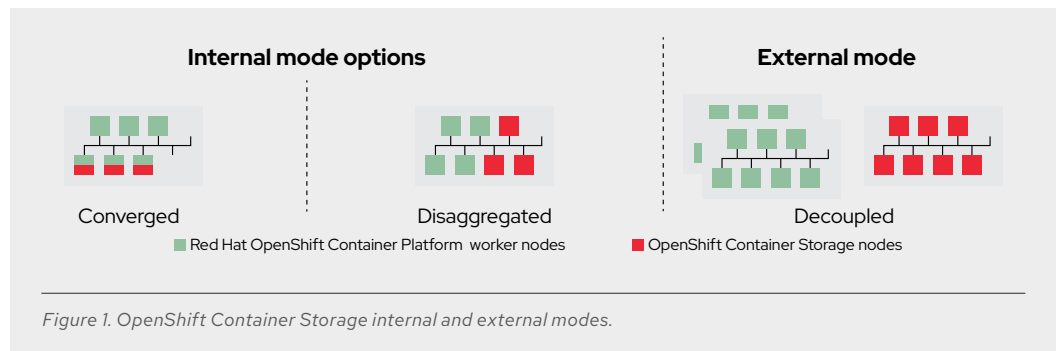 Internal mode options
External mode
Converged
Disaggregated
Decoupled
Red Hat OpenShift Container Platform worker nodes
OpenShift Container Storage nodes
Figure 1. OpenShift Container Storage internal and external modes.